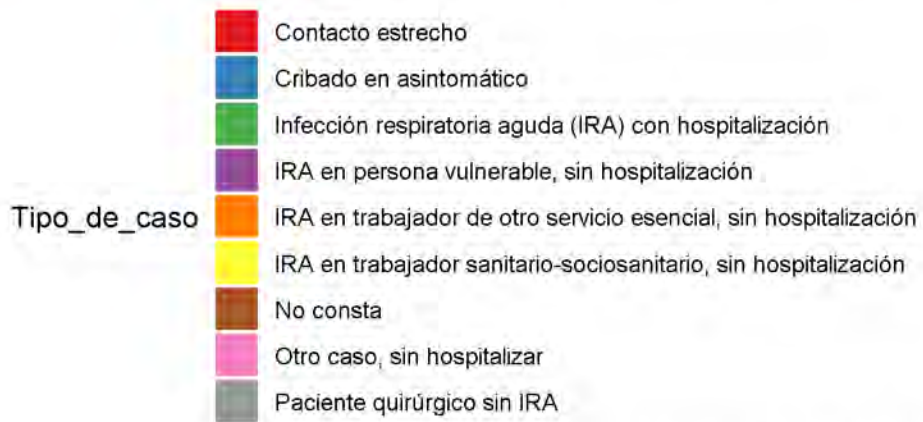 Contacto estrecho
Cribado en asintomático
Infección respiratoria aguda (IRA) con hospitalización
IRA en persona vulnerable, sin hospitalización
Tipo_de_caso
IRA en trabajador de otro servicio esencial, sin hospitalización
IRA en trabajador sanitario-sociosanitario, sin hospitalización
No consta
Otro caso, sin hospitalizar
Paciente quirúrgico sin IRA